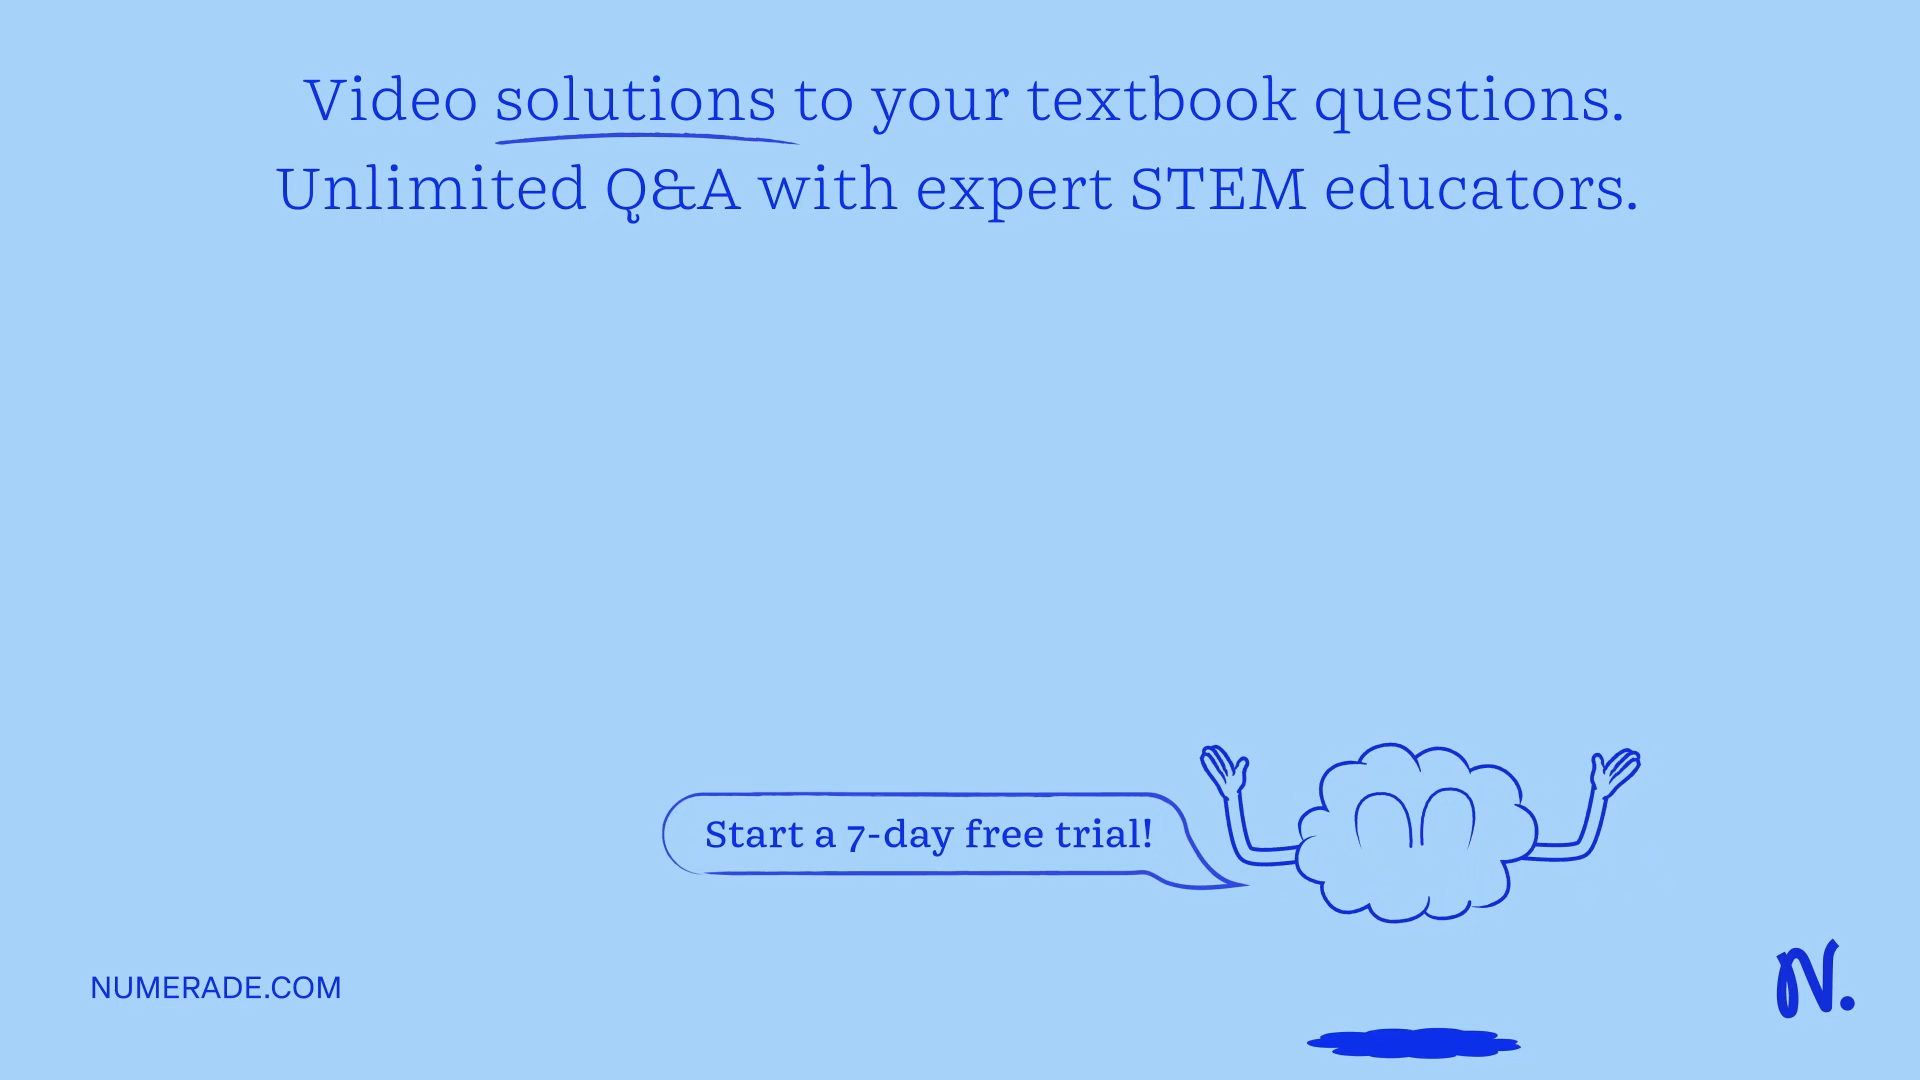 Video solutions to your textbook questions.
Unlimited Q&A with expert STEM educators.
Start a 7-day free trial!
NUMERADE.COM
N.